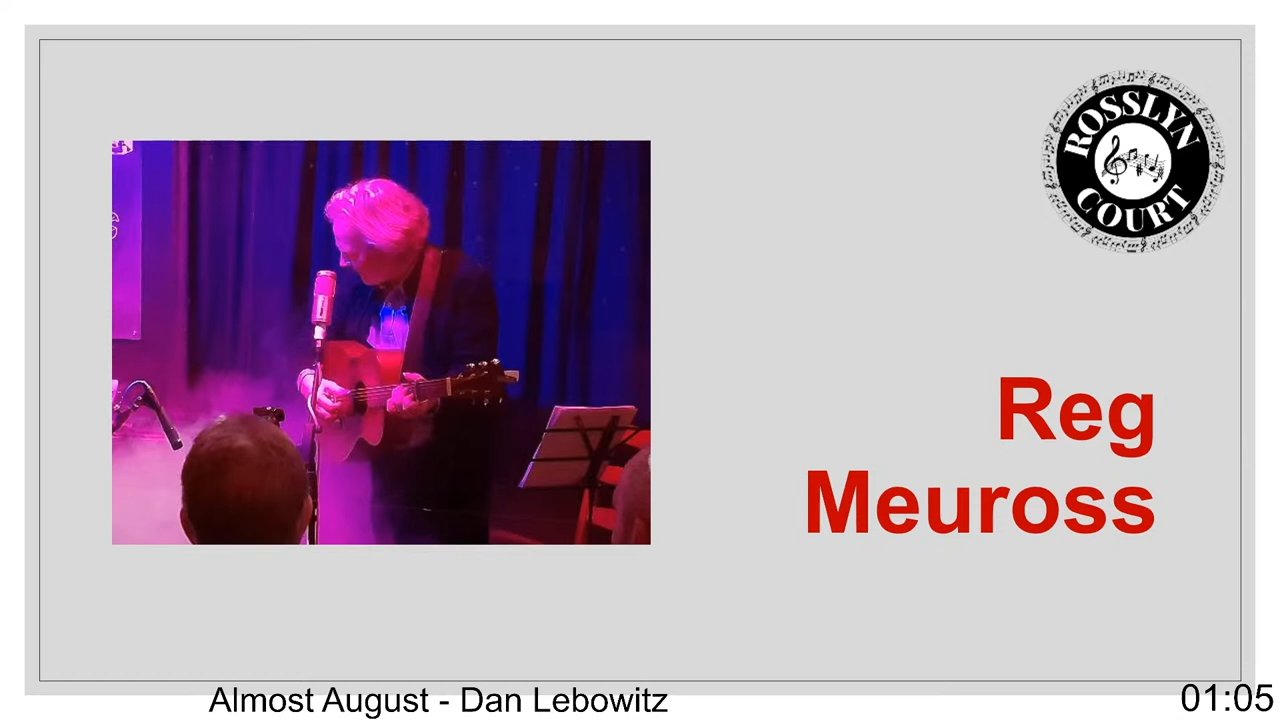 ROSSLYN
COURT
Reg
Meuross
Almost August - Dan Lebowitz
01:05